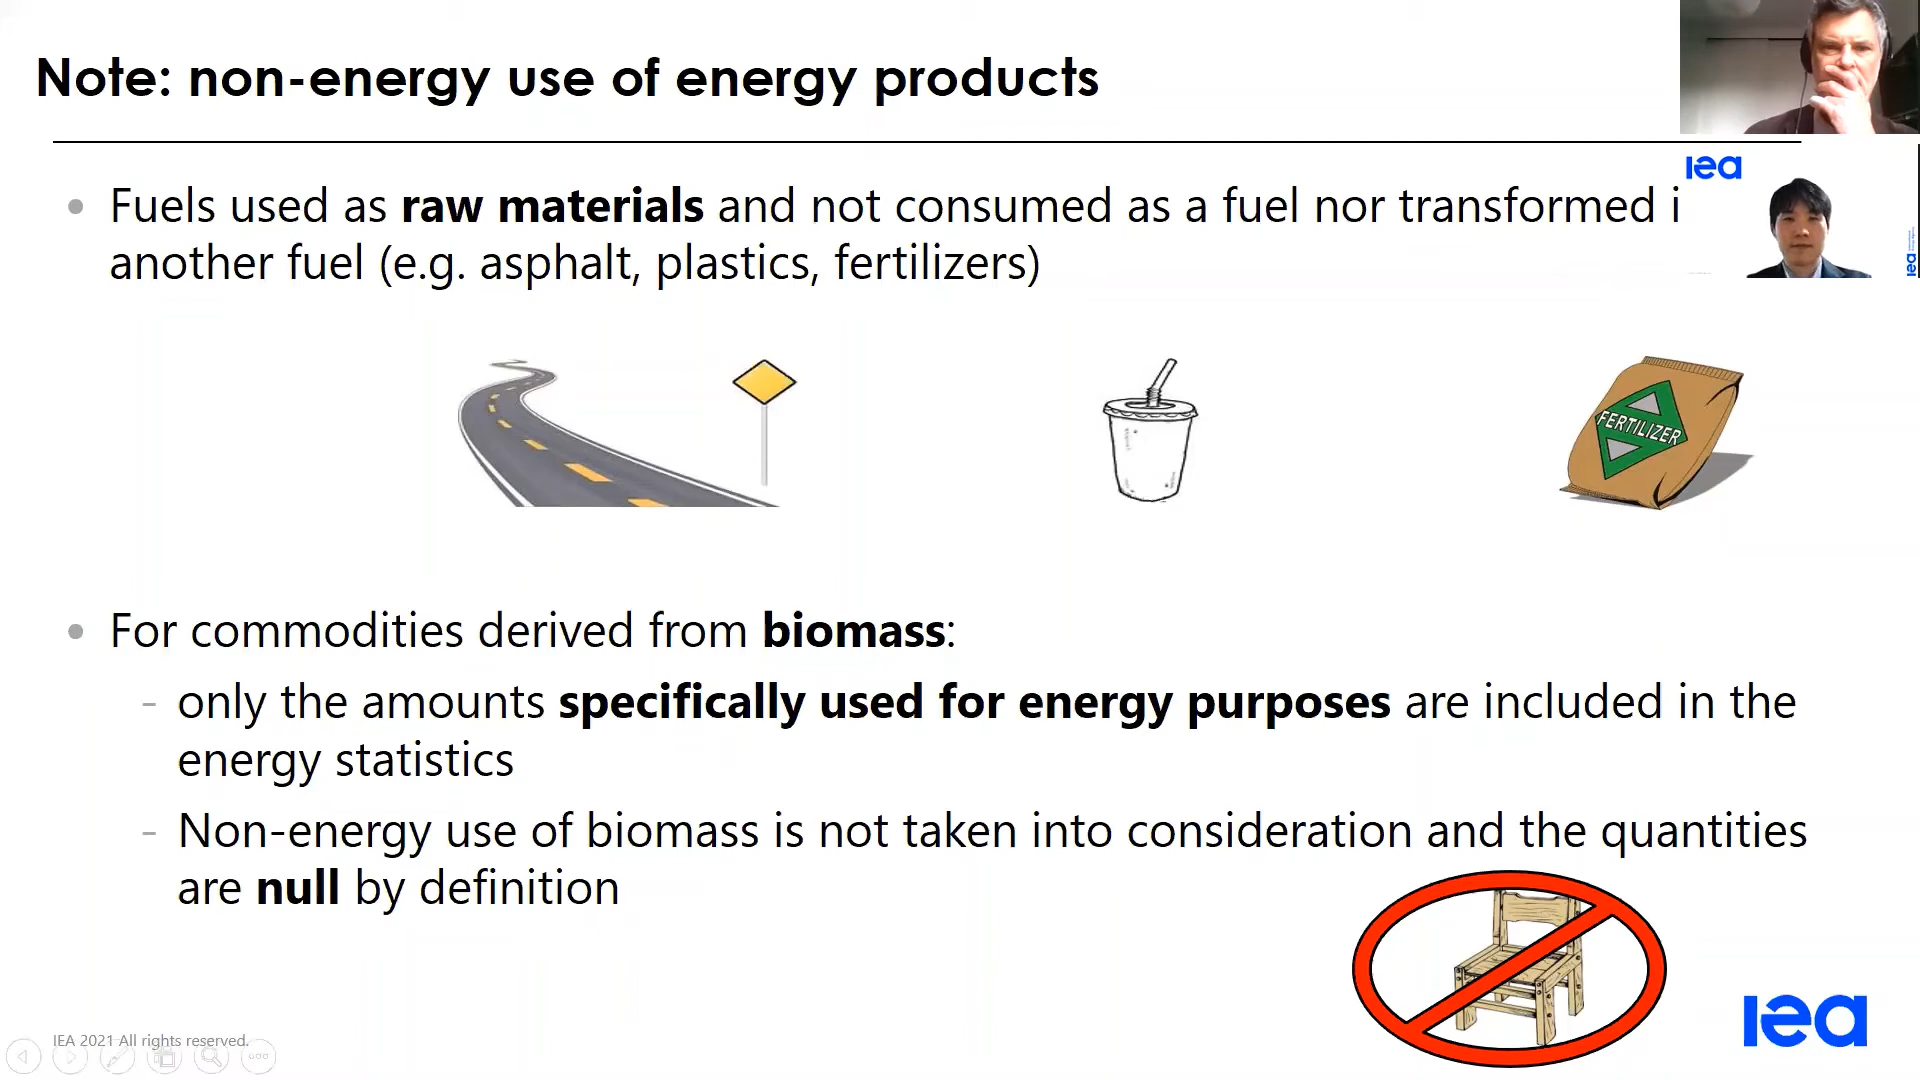 Note: non-energy use of energy products
iea
Fuels used as raw materials and not consumed as a fuel nor transformed i
another fuel (e.g. asphalt, plastics, fertilizers)
iea
FERTILIZER
For commodities derived from biomass:
- only the amounts specifically used for energy purposes are included in the
energy statistics
- Non-energy use of biomass is not taken into consideration and the quantities
are null by definition
IEA 2021 All rights reserved.
iea